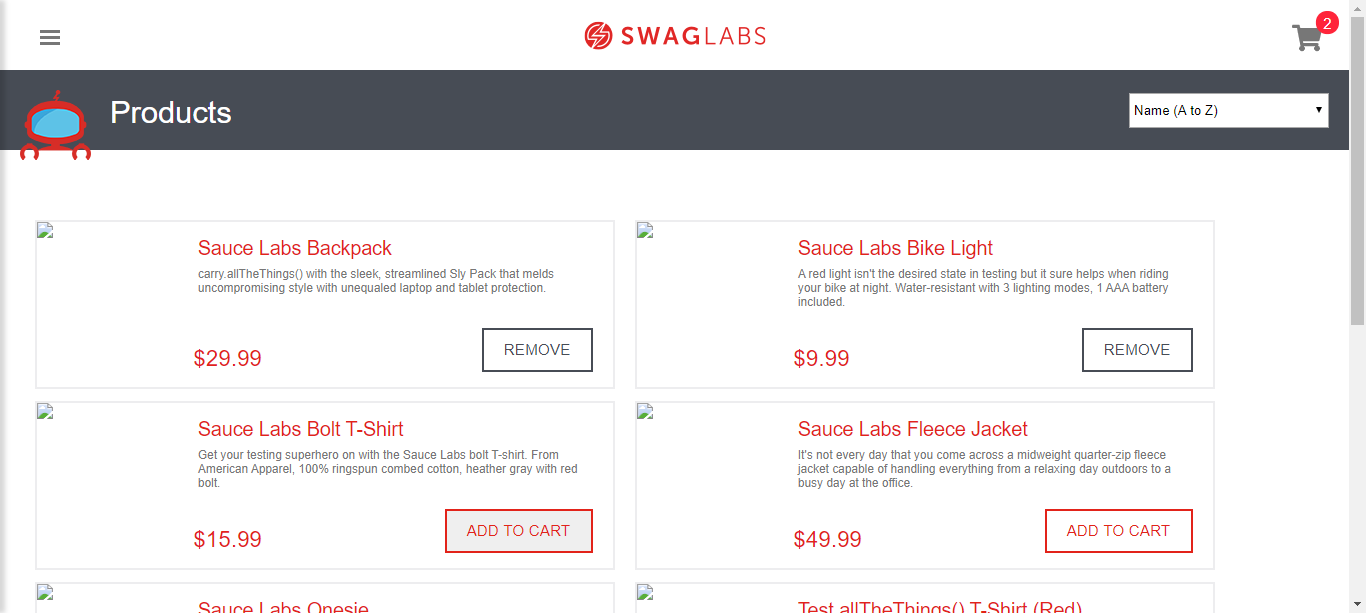 SWAGLABS
2
Products
Name (A to Z)
Sauce Labs Backpack
carry.allTheThings() with the sleek, streamlined Sly Pack that melds
uncompromising style with unequaled laptop and tablet protection.
$29.99
REMOVE
Sauce Labs Bike Light
A red light isn't the desired state in testing but it sure helps when riding
your bike at night. Water-resistant with 3 lighting modes, 1 AAA battery
included.
$9.99
REMOVE
Sauce Labs Bolt T-Shirt
Get your testing superhero on with the Sauce Labs bolt T-shirt. From
American Apparel, 100% ringspun combed cotton, heather gray with red
bolt.
$15.99
ADD TO CART
Sauce Labs Fleece Jacket
It's not every day that you come across a midweight quarter-zip fleece
jacket capable of handling everything from a relaxing day outdoors to a
busy day at the office.
$49.99
ADD TO CART
Sauce Labs Onesie
Test.allTheThings() T-Shirt (Red)